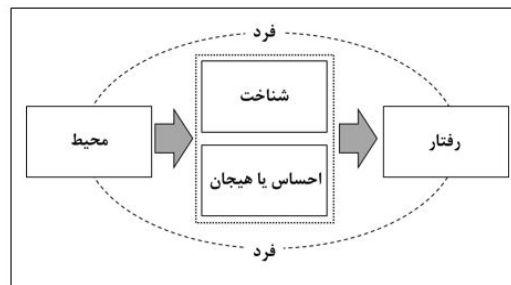 فرد
شناخت
محیط
رفتار
احساس یا هیجان
فرد